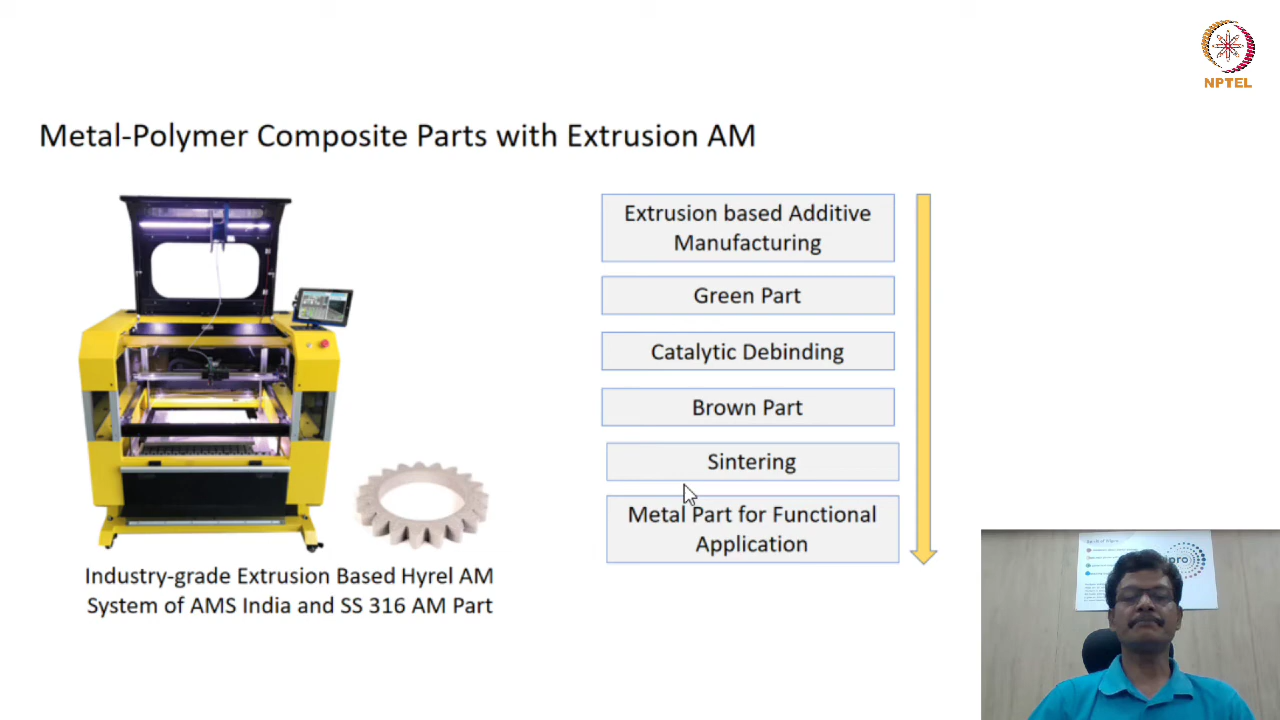 NPTEL
Metal-Polymer Composite Parts with Extrusion AM
Extrusion based Additive
Manufacturing
Green Part
Catalytic Debinding
Brown Part
Sintering
Metal Part for Functional
Application
Industry-grade Extrusion Based Hyrel AM
System of AMS India and SS 316 AM Part